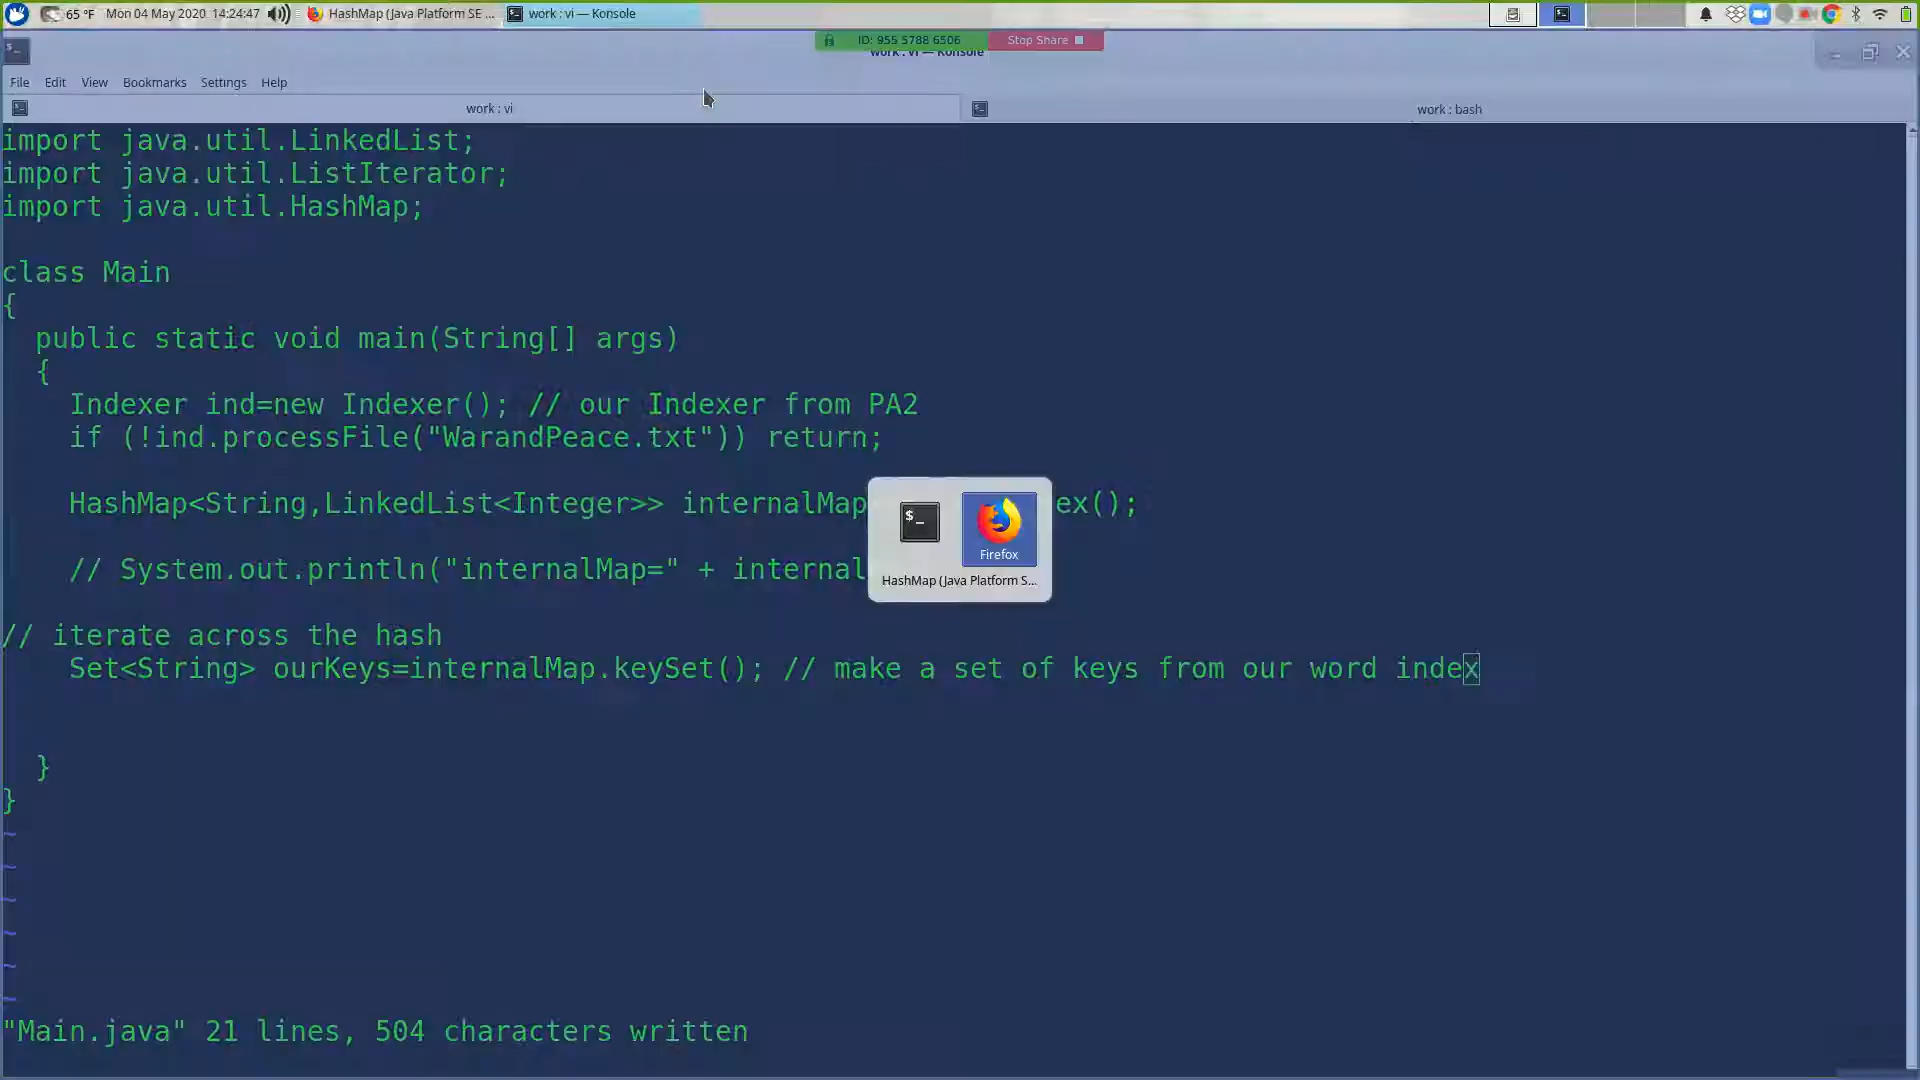 65 °F Mon 04 May 2020 14:24:47 HashMap (Java Platform SE ... work : vi — Konsole
ID: 955 5788 6506 Stop Share
work : vi — Konsole
File Edit View Bookmarks Settings Help
work : vi work : bash
import java.util.LinkedList;
import java.util.ListIterator;
import java.util.HashMap;
class Main
{
public static void main(String[] args)
{
Indexer ind=new Indexer(); // our Indexer from PA2
if (!ind.processFile("WarandPeace.txt")) return;
HashMap<String,LinkedList<Integer>> internalMap ex();
$_
Firefox
// System.out.println("internalMap=" + internal
HashMap (Java Platform S...
// iterate across the hash
Set<String> ourKeys=internalMap.keySet(); // make a set of keys from our word index
}
}
~
~
~
~
~
~
"Main.java" 21 lines, 504 characters written